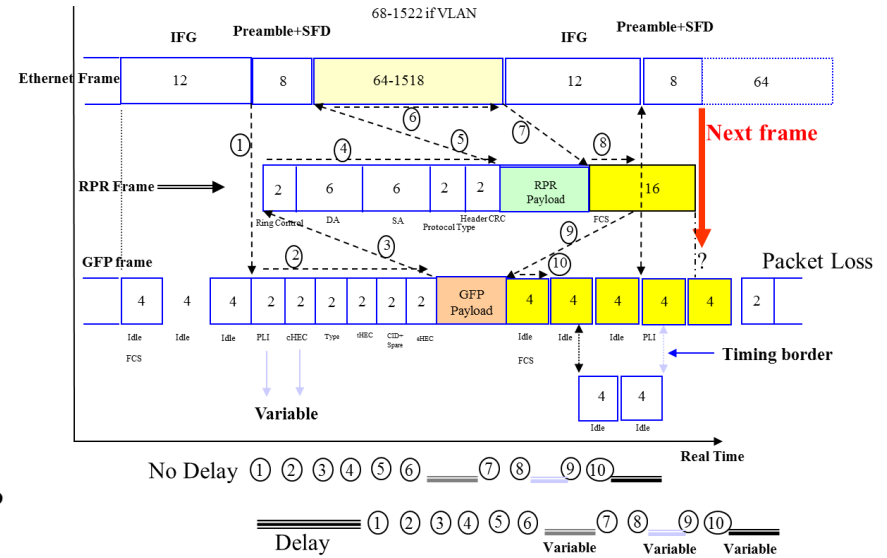 68-1522 if VLAN
IFG
Preamble+SFD
IFG
Preamble+SFD
Ethernet Frame
12
8
64-1518
12
8
64
6
1
4
5
7
8
Next frame
RPR Frame
2
6
6
2
2
RPR
Payload
16
Ring Control
DA
SA
Protocol Type
Header CRC
FCS
2
3
9
10
GFP frame
?
Packet Loss
4
4
4
2
2
2
2
2
GFP
Payload
4
4
4
4
4
2
Idle
Idle
Idle
PLI
cHEC
Type
tHEC
CID+
Spare
eHEC
Idle
Idle
Idle
PLI
FCS
FCS
Timing border
Variable
4
4
Idle
Idle
Real Time
No Delay 1 2 3 4 5 6 7 8 9 10
1 2 3 4 5 6 7 8 9 10
Delay
Variable
Variable
Variable